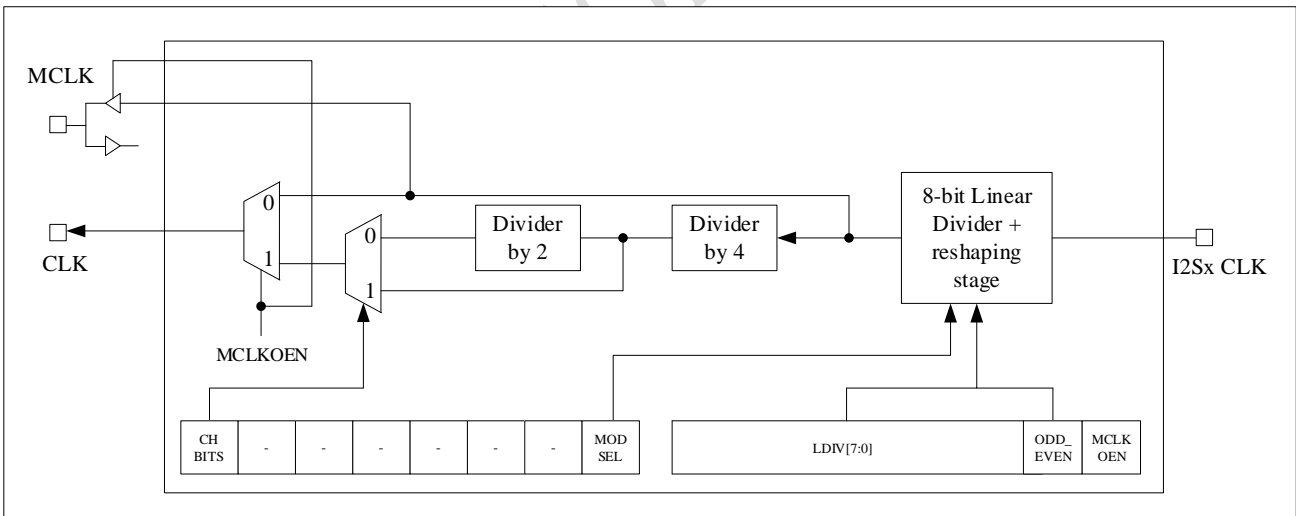 MCLK
0
1
CLK
0
1
Divider
by 2
Divider
by 4
8-bit Linear
Divider +
reshaping
stage
I2Sx CLK
MCLKOEN
CH
BITS
-
-
-
-
-
-
MOD
SEL
LDIV[7:0]
ODD_
EVEN
MCLK
OEN